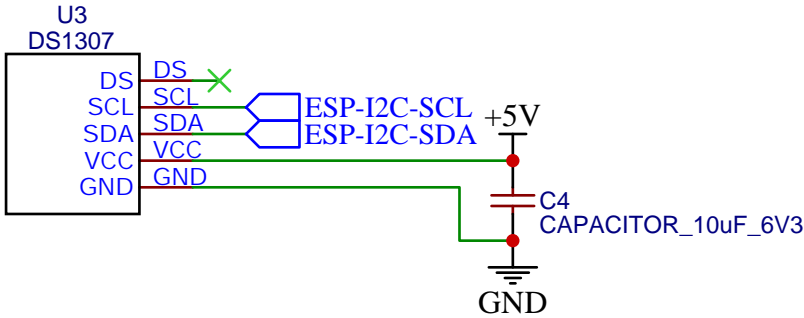 U3
DS1307
DS DS
SCL SCL ESP-I2C-SCL
SDA SDA ESP-I2C-SDA
+5V
VCC VCC
GND GND
C4
CAPACITOR_10uF_6V3
GND